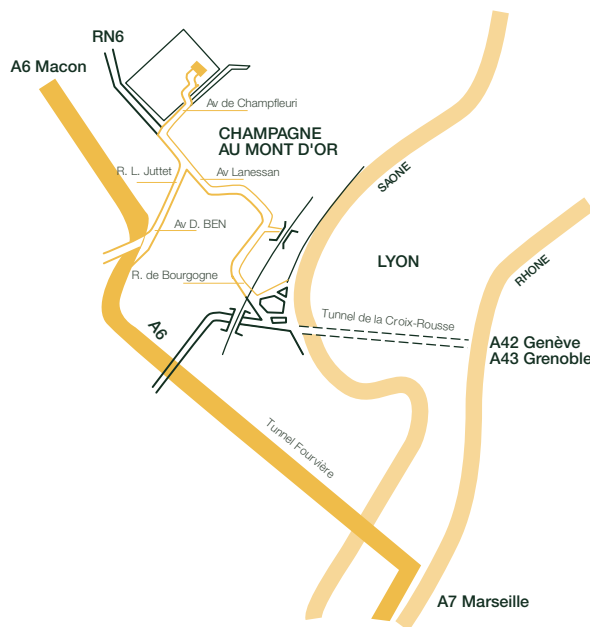 RN6
A6 Macon
Av de Champfleuri
CHAMPAGNE
AU MONT D'OR
R. L. Juttet
Av Lanessan
SAONE
Av D. BEN
LYON
RHONE
R. de Bourgogne
Tunnel de la Croix-Rousse
A6
A42 Genève
A43 Grenoble
Tunnel Fourvière
A7 Marseille